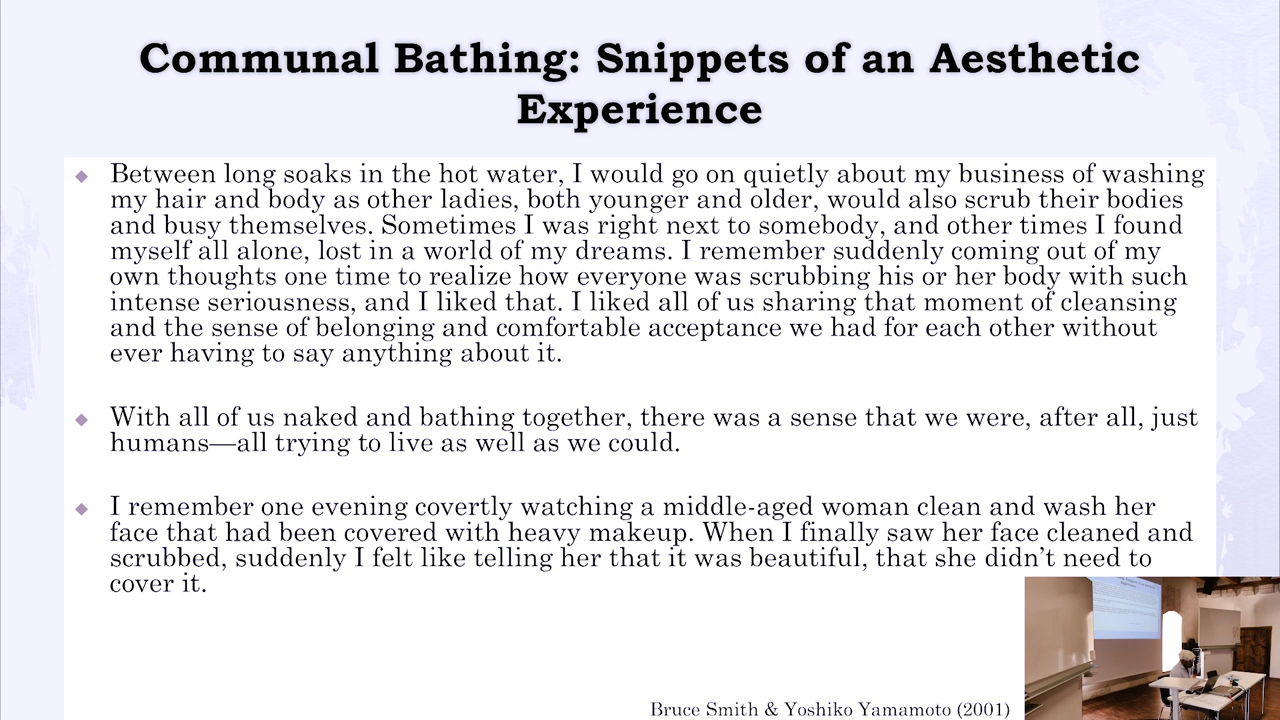 Communal Bathing: Snippets of an Aesthetic
Experience
Between long soaks in the hot water, I would go on quietly about my business of washing
my hair and body as other ladies, both younger and older, would also scrub their bodies
and busy themselves. Sometimes I was right next to somebody, and other times I found
myself all alone, lost in a world of my dreams. I remember suddenly coming out of my
own thoughts one time to realize how everyone was scrubbing his or her body with such
intense seriousness, and I liked that. I liked all of us sharing that moment of cleansing
and the sense of belonging and comfortable acceptance we had for each other without
ever having to say anything about it.
With all of us naked and bathing together, there was a sense that we were, after all, just
humans—all trying to live as well as we could.
I remember one evening covertly watching a middle-aged woman clean and wash her
face that had been covered with heavy makeup. When I finally saw her face cleaned and
scrubbed, suddenly I felt like telling her that it was beautiful, that she didn’t need to
cover it.
Bruce Smith & Yoshiko Yamamoto (2001)